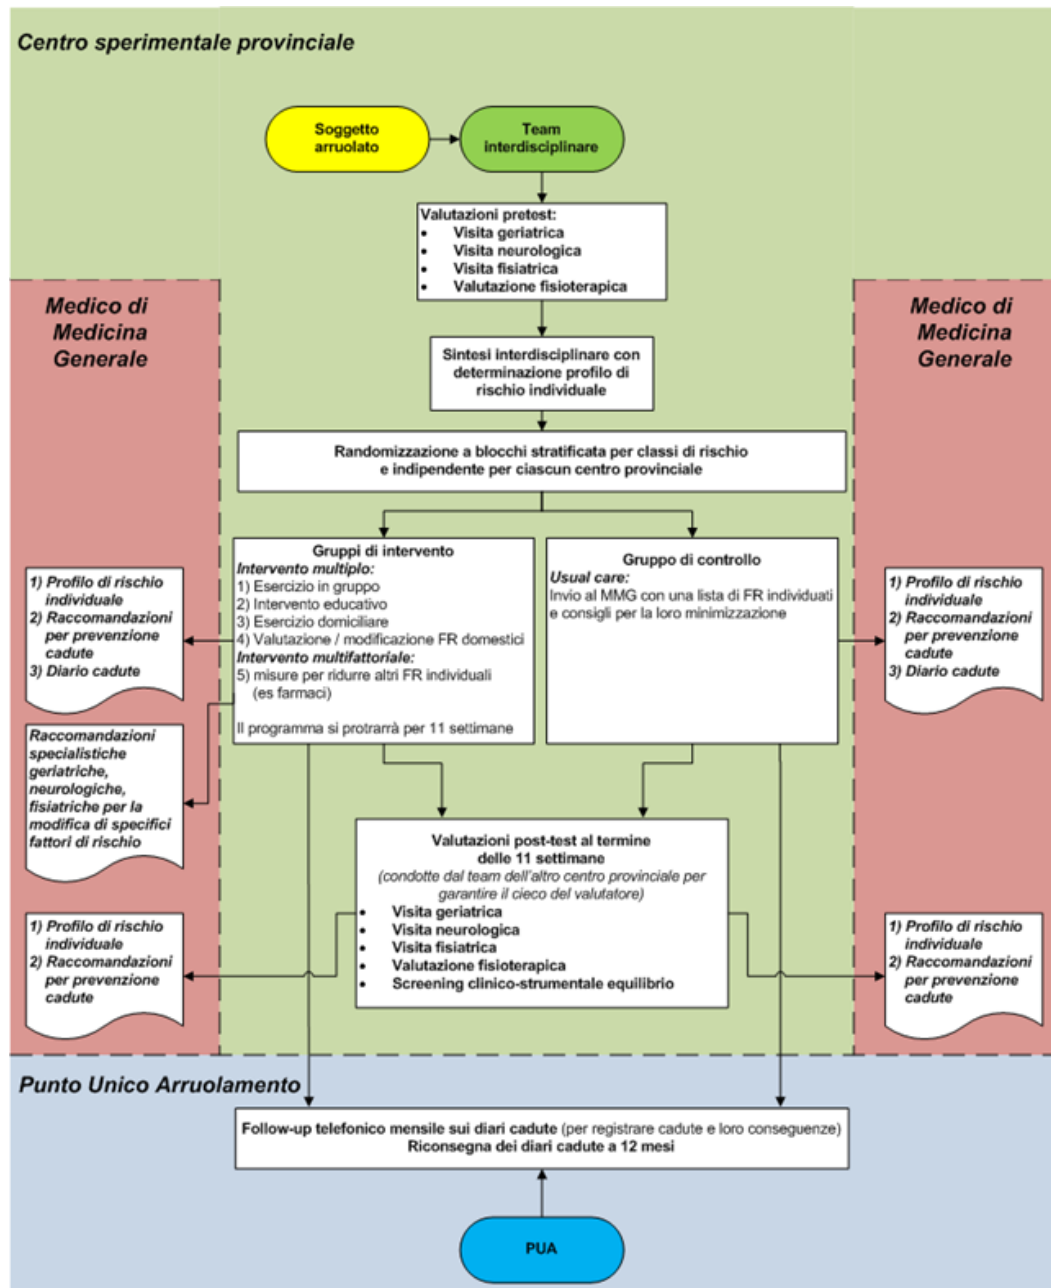 Centro sperimentale provinciale
Soggetto
arruolato
Team
interdisciplinare
Valutazioni pretest:
• Visita geriatrica
• Visita neurologica
• Visita fisiatrica
• Valutazione fisioterapica
Medico di
Medicina
Generale
Medico di
Medicina
Generale
Sintesi interdisciplinare con
determinazione profilo di
rischio individuale
Randomizzazione a blocchi stratificata per classi di rischio
e indipendente per ciascun centro provinciale
Gruppi di intervento
Intervento multiplo:
1) Esercizio in gruppo
2) Intervento educativo
3) Esercizio domiciliare
4) Valutazione / modificazione FR domestici
Intervento multifattoriale:
5) misure per ridurre altri FR individuali
(es farmaci)
Il programma si protrarrà per 11 settimane
Gruppo di controllo
Usual care:
Invio al MMG con una lista di FR individuati
e consigli per la loro minimizzazione
1) Profilo di rischio
individuale
2) Raccomandazioni
per prevenzione
cadute
3) Diario cadute
1) Profilo di rischio
individuale
2) Raccomandazioni
per prevenzione
cadute
3) Diario cadute
Raccomandazioni
specialistiche
geriatriche,
neurologiche,
fisiatriche per la
modifica di specifici
fattori di rischio
Valutazioni post-test al termine
delle 11 settimane
(condotte dal team dell'altro centro provinciale per
garantire il cieco del valutatore)
• Visita geriatrica
• Visita neurologica
• Visita fisiatrica
• Valutazione fisioterapica
• Screening clinico-strumentale equilibrio
1) Profilo di rischio
individuale
2) Raccomandazioni
per prevenzione
cadute
1) Profilo di rischio
individuale
2) Raccomandazioni
per prevenzione
cadute
Punto Unico Arruolamento
Follow-up telefonico mensile sui diari cadute (per registrare cadute e loro conseguenze)
Riconsegna dei diari cadute a 12 mesi
PUA